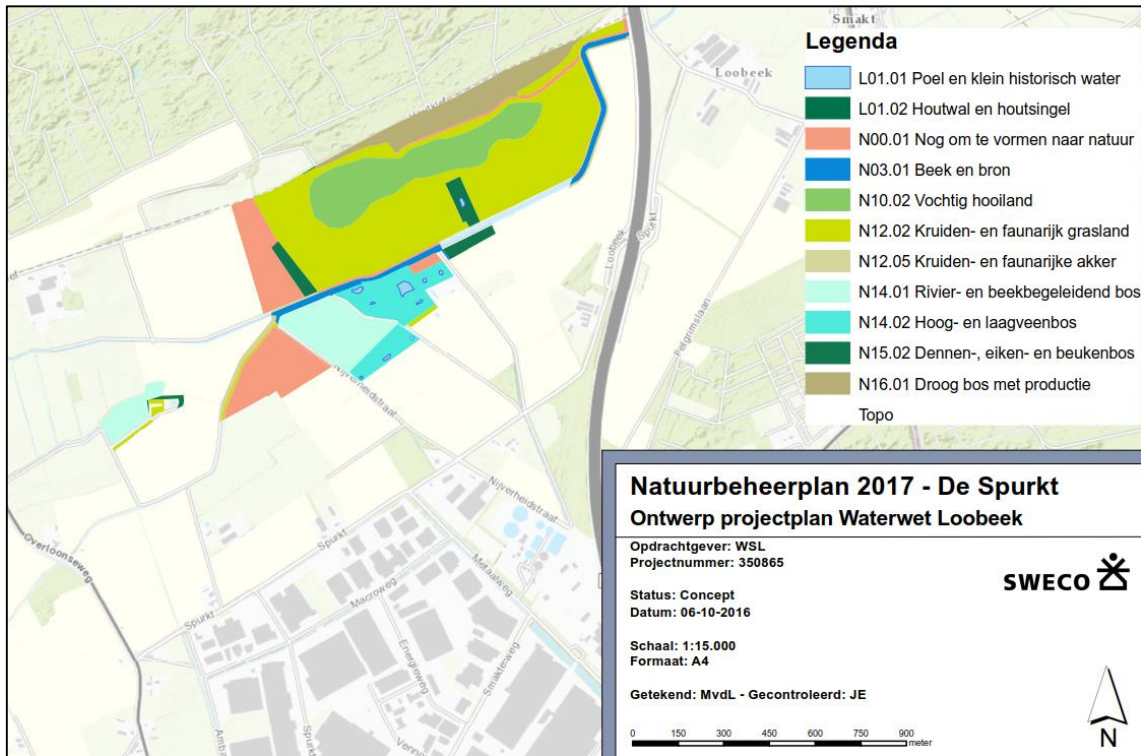 Smakt
Loobeek
Legenda
L01.01 Poel en klein historisch water
L01.02 Houtwal en houtsingel
N00.01 Nog om te vormen naar natuur
N03.01 Beek en bron
N10.02 Vochtig hooiland
N12.02 Kruiden- en faunarijk grasland
N12.05 Kruiden- en faunarijke akker
N14.01 Rivier- en beekbegeleidend bos
N14.02 Hoog- en laagveenbos
N15.02 Dennen-, eiken- en beukenbos
N16.01 Droog bos met productie
Topo
Loobeek
Spurkt
Pelgrimslaan
Nijverheidstraat
Nijverheidstraat
Overloonseweg
Spurkt
Spurkt
Macroweg
Metaalweg
Energieweg
Smakterweg
Spurkt
Natuurbeheerplan 2017 - De Spurkt
Ontwerp projectplan Waterwet Loobeek
Opdrachtgever: WSL
Projectnummer: 350865
SWECO
Status: Concept
Datum: 06-10-2016
Schaal: 1:15.000
Formaat: A4
Getekend: MvdL - Gecontroleerd: JE
0 150 300 450 600 750 900
meter
N